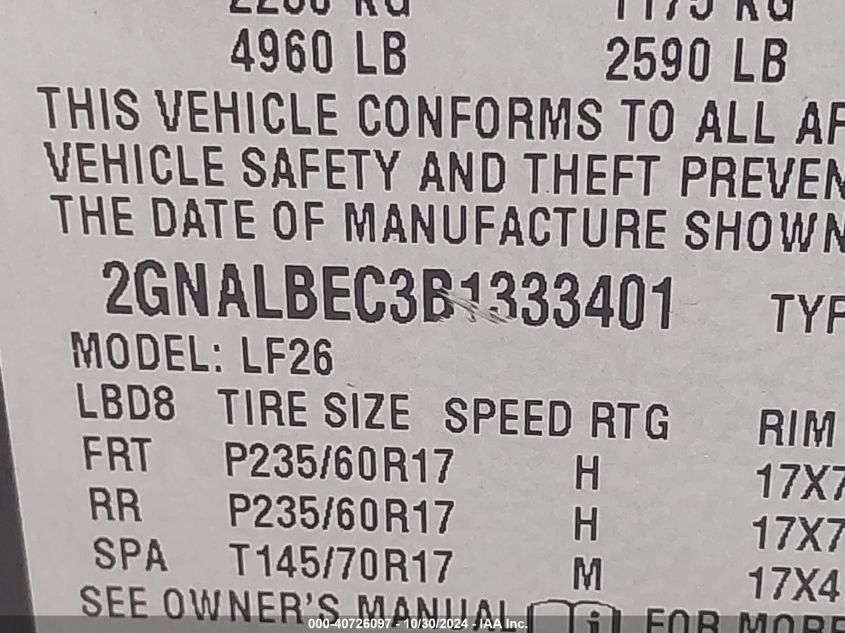 4960 LB 2590 LB
THIS VEHICLE CONFORMS TO ALL
VEHICLE SAFETY AND THEFT PREVEN
THE DATE OF MANUFACTURE SHOWN
2GNALBEC3B1333401 TYP
MODEL: LF26
LBD8 TIRE SIZE SPEED RTG RIM
FRT P235/60R17 H 17X7
RR P235/60R17 H 17X7
SPA T145/70R17 M 17X4
SEE OWNER'S MANUAL i FOR MORE
000-40726097 - 10/30/2024 - IAA Inc.